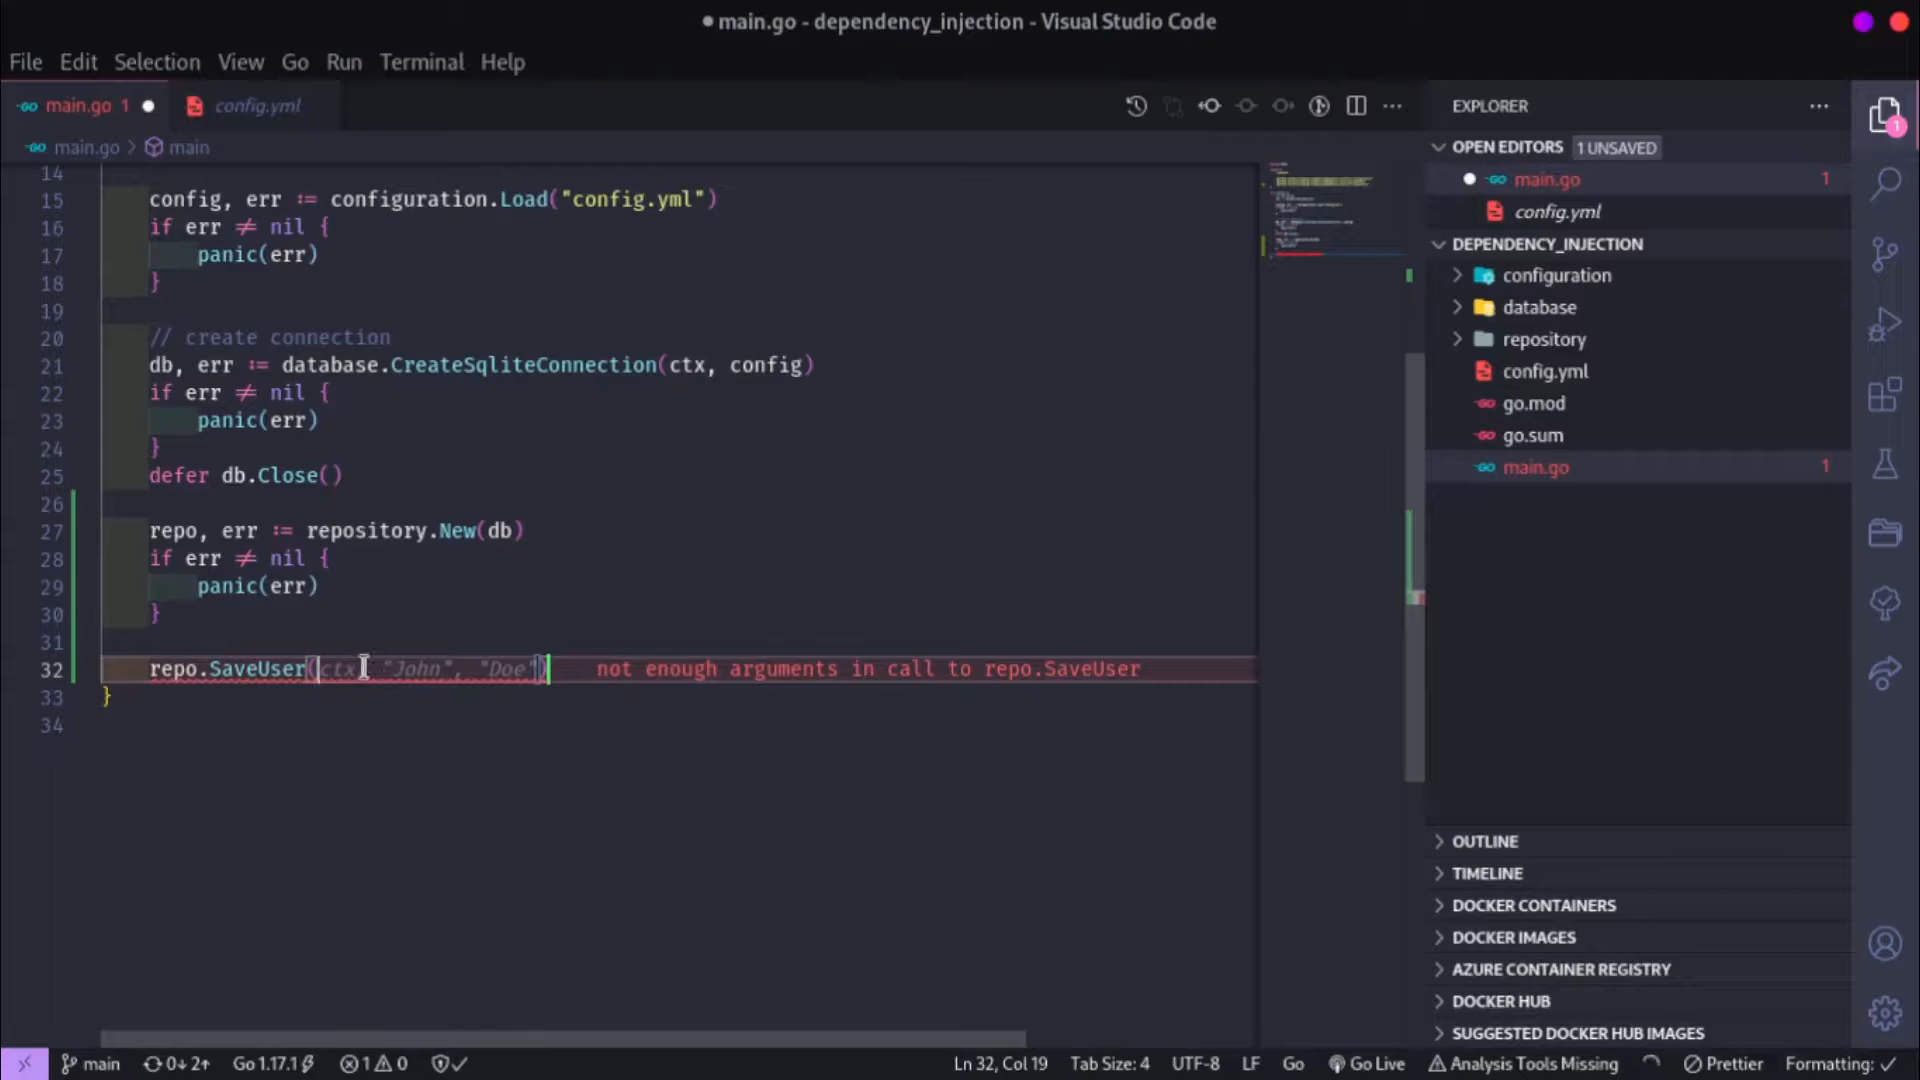 main.go - dependency_injection - Visual Studio Code
File Edit Selection View Go Run Terminal Help
main.go 1
config.yml
main.go > main
14
15 config, err := configuration.Load("config.yml")
16 if err ≠ nil {
17 panic(err)
18 }
19
20 // create connection
21 db, err := database.CreateSqliteConnection(ctx, config)
22 if err ≠ nil {
23 panic(err)
24 }
25 defer db.Close()
26
27 repo, err := repository.New(db)
28 if err ≠ nil {
29 panic(err)
30 }
31
32 repo.SaveUser(ctx, "John", "Doe") not enough arguments in call to repo.SaveUser
33 }
34
EXPLORER
OPEN EDITORS 1 UNSAVED
main.go 1
config.yml
DEPENDENCY_INJECTION
configuration
database
repository
config.yml
go.mod
go.sum
main.go 1
OUTLINE
TIMELINE
DOCKER CONTAINERS
DOCKER IMAGES
AZURE CONTAINER REGISTRY
DOCKER HUB
SUGGESTED DOCKER HUB IMAGES
1
main 0↓ 2↑ Go 1.17.1 1 0 Ln 32, Col 19 Tab Size: 4 UTF-8 LF Go Go Live Analysis Tools Missing Prettier Formatting: ✓